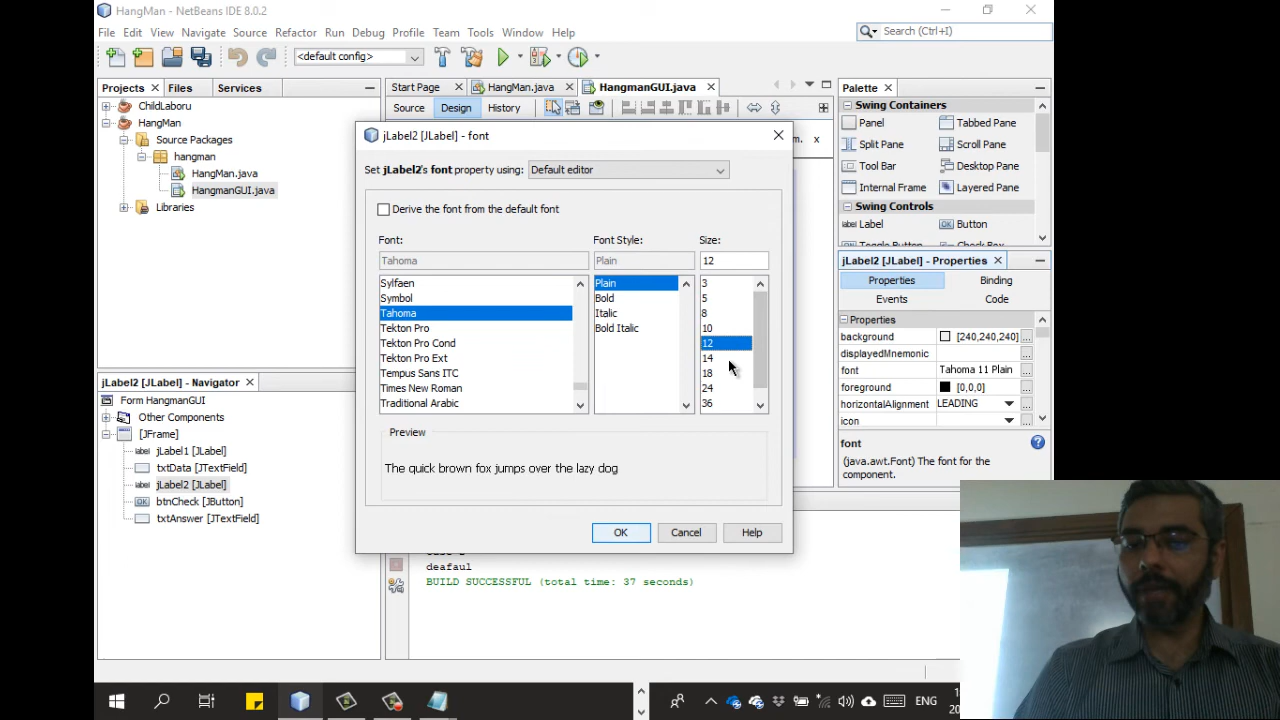 HangMan - NetBeans IDE 8.0.2
File Edit View Navigate Source Refactor Run Debug Profile Team Tools Window Help
Search (Ctrl+I)
<default config>
Projects Files Services
Start Page HangMan.java HangmanGUI.java
Palette
Source Design History
ChildLaboru
HangMan
Source Packages
hangman
HangMan.java
HangmanGUI.java
Libraries
jLabel2 [JLabel] - Navigator
Form HangmanGUI
Other Components
[JFrame]
jLabel1 [JLabel]
txtData [JTextField]
jLabel2 [JLabel]
btnCheck [JButton]
txtAnswer [JTextField]
jLabel2 [JLabel] - font
m.
Set jLabel2's font property using: Default editor
Derive the font from the default font
Font: Font Style: Size:
Tahoma Plain 12
Sylfaen Plain 3
Symbol Bold 5
Tahoma Italic 8
Tekton Pro Bold Italic 10
Tekton Pro Cond 12
Tekton Pro Ext 14
Tempus Sans ITC 18
Times New Roman 24
Traditional Arabic 36
Preview
The quick brown fox jumps over the lazy dog
OK Cancel Help
deafaul
BUILD SUCCESSFUL (total time: 37 seconds)
Swing Containers
Panel Tabbed Pane
Split Pane Scroll Pane
Tool Bar Desktop Pane
Internal Frame Layered Pane
Swing Controls
Label Button
Toggle Button Check Box
jLabel2 [JLabel] - Properties
Properties Binding
Events Code
Properties
background [240,240,240]
displayedMnemonic
font Tahoma 11 Plain
foreground [0,0,0]
horizontalAlignment LEADING
icon
font
(java.awt.Font) The font for the
component.
ENG